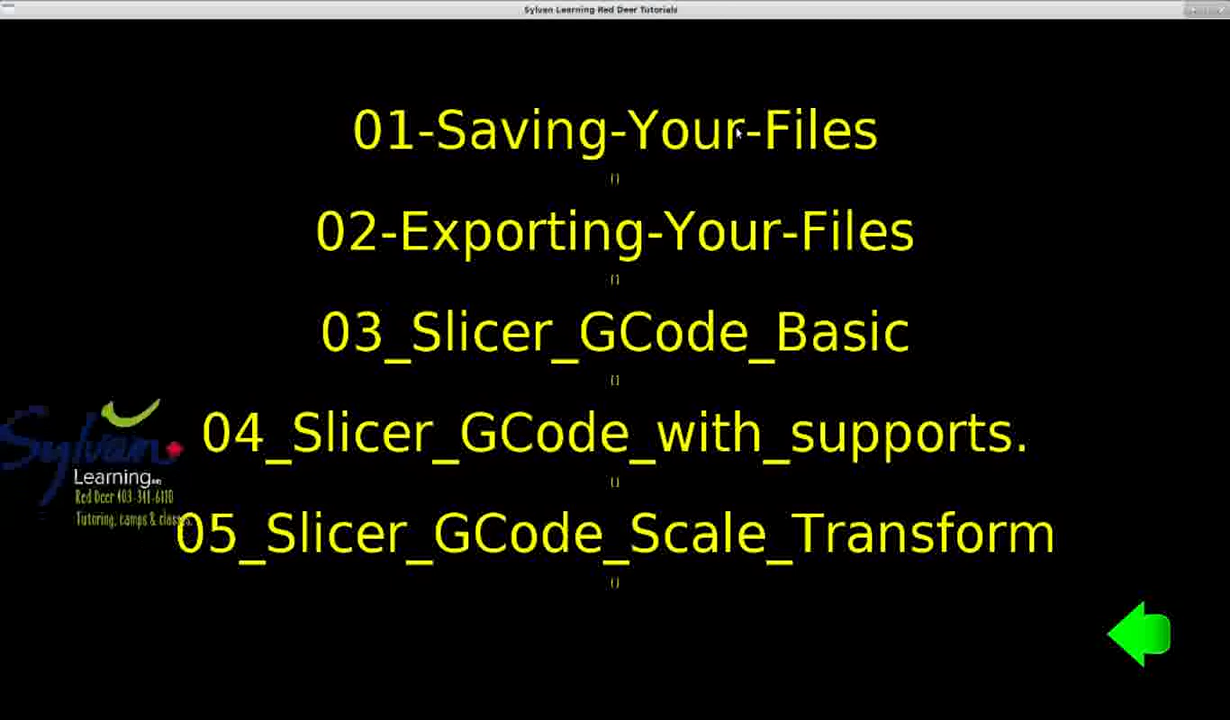 Sylvan Learning Red Deer Tutorials
01-Saving-Your-Files
()
02-Exporting-Your-Files
()
03_Slicer_GCode_Basic
()
04_Slicer_GCode_with_supports.
()
Sylvan
Learning
Red Deer 403-341-6110
Tutoring, camps & classes.
05_Slicer_GCode_Scale_Transform
()